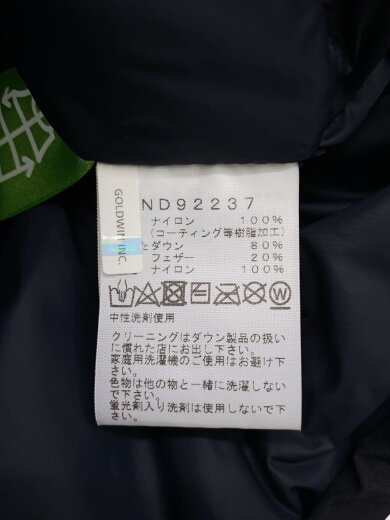 GOLDWIN INC.
ND92237
ナイロン 100%
(コーティング等樹脂加工)
とダウン 80%
フェザー 20%
ナイロン 100%
W
中性洗剤使用
クリーニングはダウン製品の扱い
に慣れた店にお出し下さい。
家庭用洗濯機のご使用はお避け下
さい。
色物は他の物と一緒に洗濯しない
で下さい。
蛍光剤入り洗剤は使用しないで下
さい。